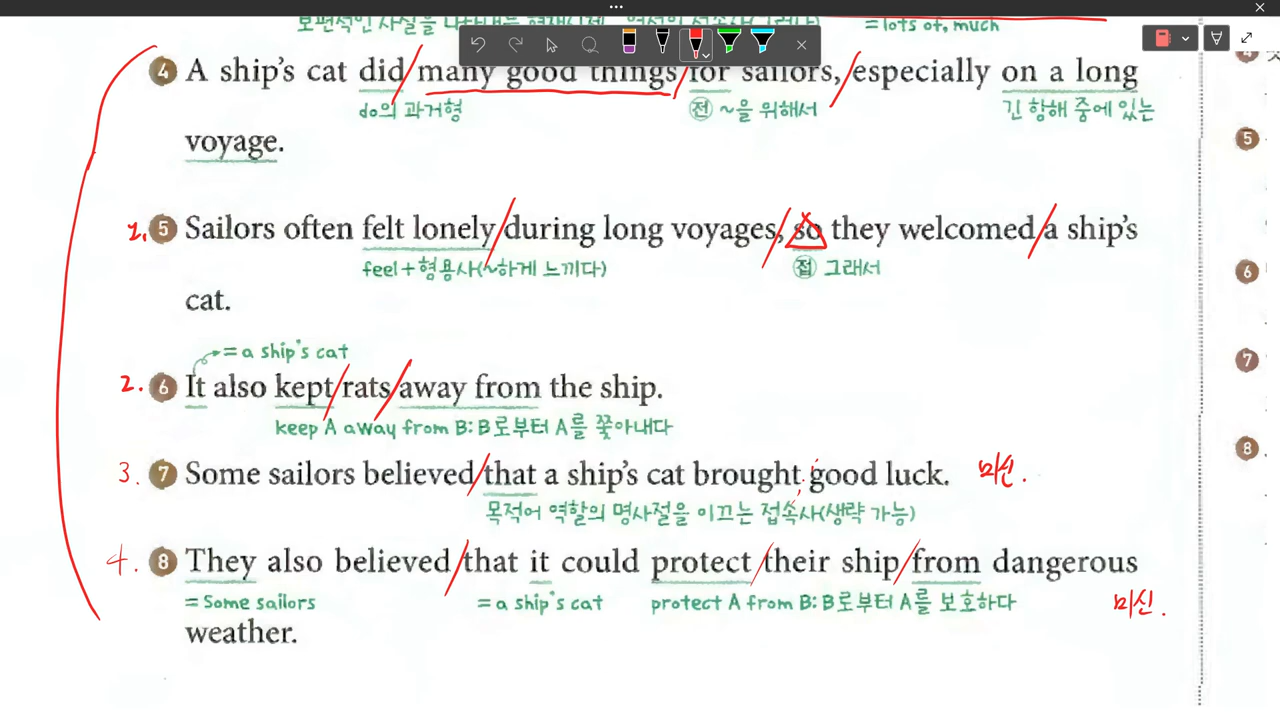 = lots of, much
4 A ship's cat did many good things for sailors, especially on a long
do의 과거형 전 ~을 위해서 긴 항해 중에 있는
voyage.
1. 5 Sailors often felt lonely during long voyages, so they welcomed a ship's
feel+형용사(~하게 느끼다) 접 그래서
cat.
= a ship's cat
2. 6 It also kept rats away from the ship.
keep A away from B: B로부터 A를 쫓아내다
3. 7 Some sailors believed that a ship's cat brought good luck. 미신.
목적어 역할의 명사절을 이끄는 접속사(생략 가능)
4. 8 They also believed that it could protect their ship from dangerous
= Some sailors = a ship's cat protect A from B: B로부터 A를 보호하다 미신.
weather.
5
6
7
8